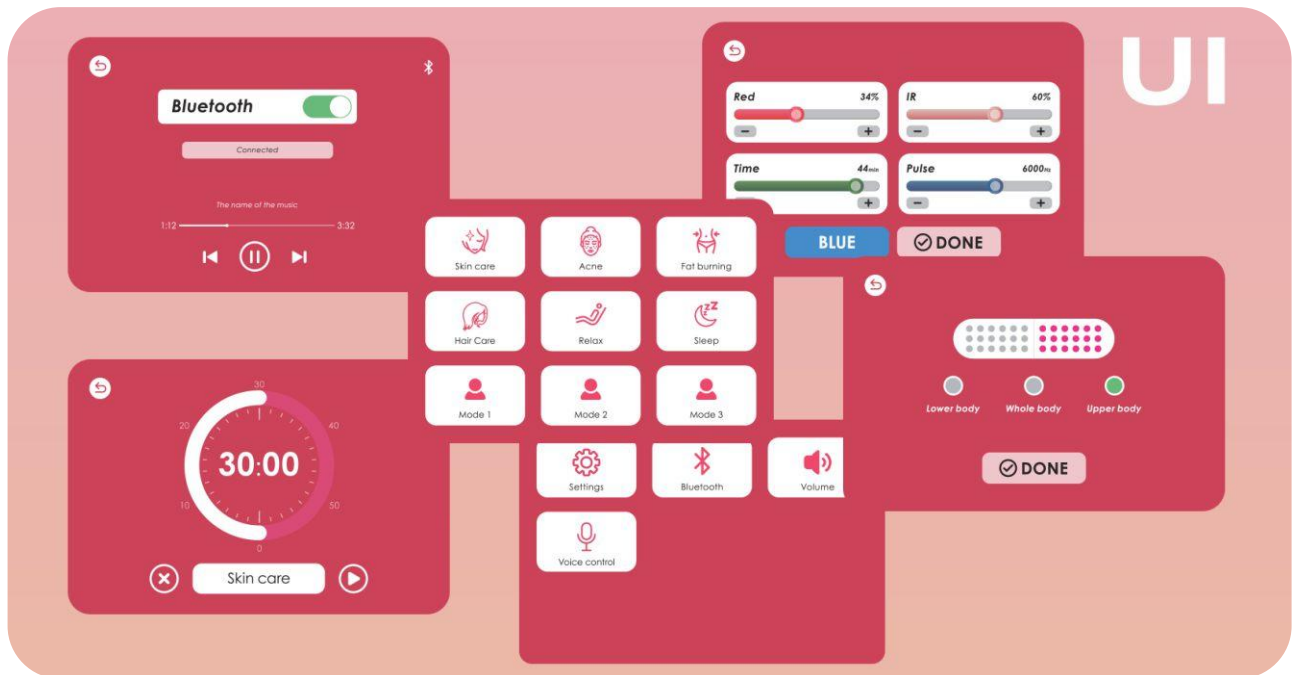 UI
Bluetooth
Connected
The name of the music
1:12 3:32
Red 34%
IR 60%
Time 44min
Pulse 6000Hz
BLUE
DONE
Skin care
Acne
Fat burning
Hair Care
Relax
Sleep
Mode 1
Mode 2
Mode 3
Settings
Bluetooth
Volume
Voice control
Lower body
Whole body
Upper body
DONE
30
20
40
30:00
10
50
0
Skin care